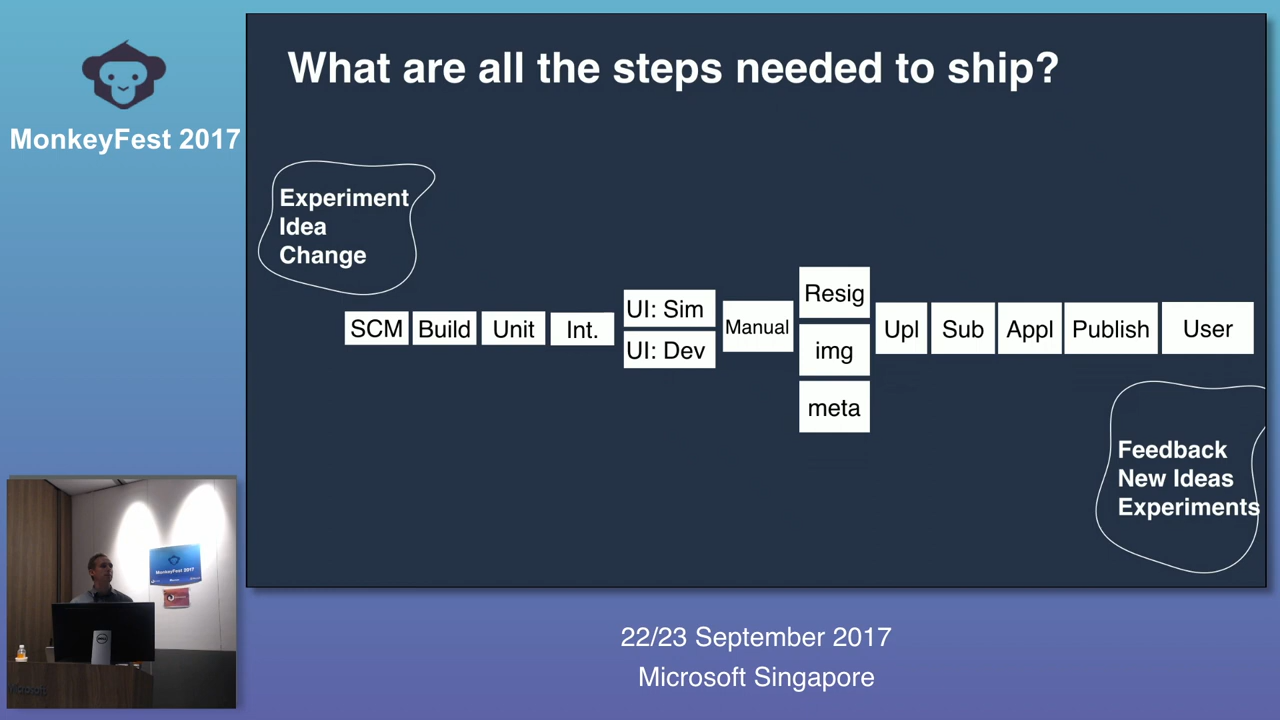 MonkeyFest 2017
What are all the steps needed to ship?
Experiment
Idea
Change
SCM
Build
Unit
Int.
UI: Sim
UI: Dev
Manual
Resig
img
meta
Upl
Sub
Appl
Publish
User
Feedback
New Ideas
Experiments
MonkeyFest 2017
22/23 September 2017
Microsoft Singapore